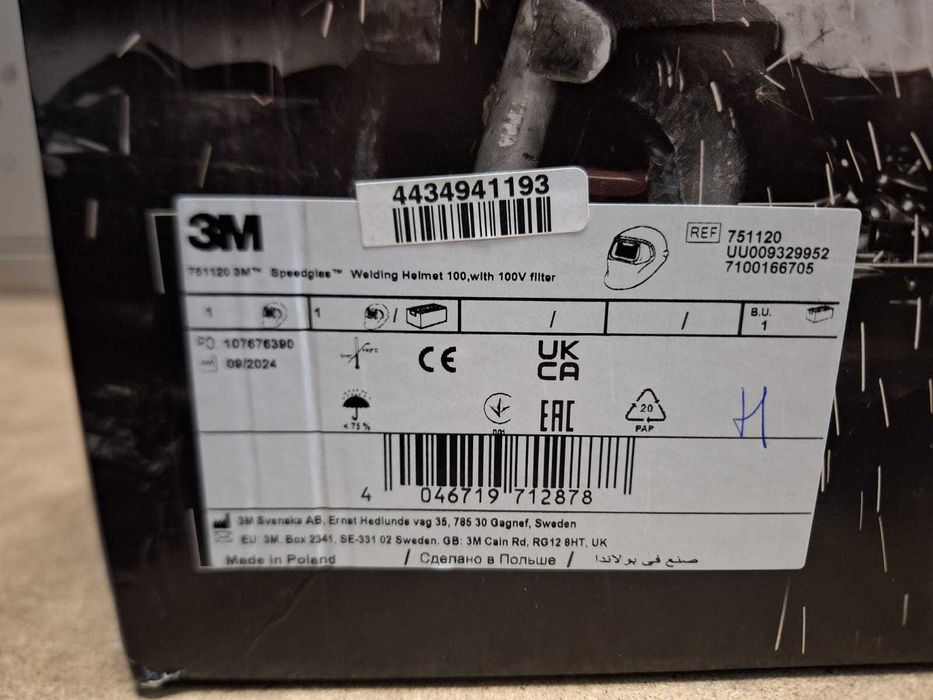 4434941193
3M
REF 751120
UU009329952
7100166705
751120 3M™ Speedglas™ Welding Helmet 100,with 100V filter
1 1 / / / B.U. 1
107676390
09/2024
CE
UK
CA
<75 %
001
EAC
20
PAP
H
4 046719 712878
3M Svenska AB, Ernst Hedlunds vag 35, 785 30 Gagnef, Sweden
EU: 3M, Box 2341, SE-331 02 Sweden. GB: 3M Cain Rd, RG12 8HT, UK
Made in Poland / Сделано в Польше / صنع في بولاندا